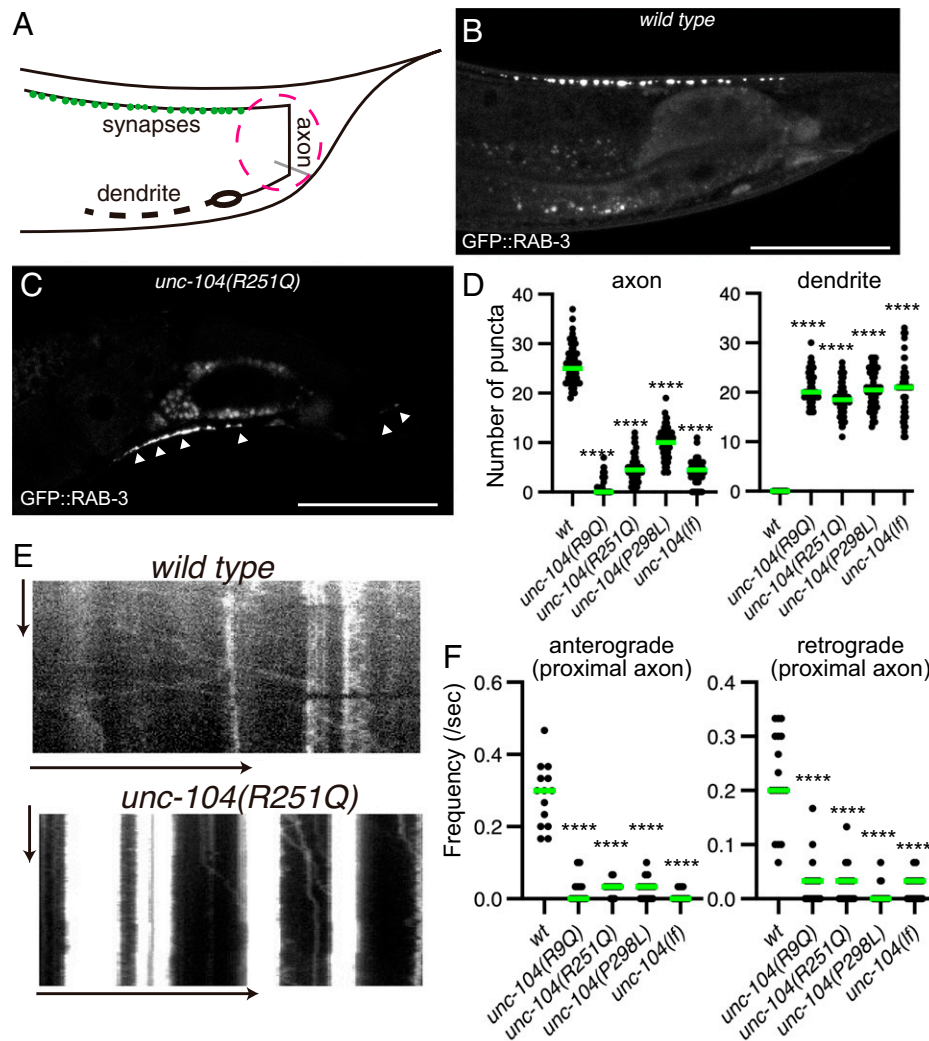 A
synapses
axon
dendrite
B
wild type
GFP::RAB-3
C
unc-104(R251Q)
GFP::RAB-3
D
axon
dendrite
Number of puncta
40
30
20
10
0
****
****
****
****
wt
unc-104(R9Q)
unc-104(R251Q)
unc-104(P298L)
unc-104(lf)
40
30
20
10
0
****
****
****
****
wt
unc-104(R9Q)
unc-104(R251Q)
unc-104(P298L)
unc-104(lf)
E
wild type
unc-104(R251Q)
F
anterograde
(proximal axon)
retrograde
(proximal axon)
Frequency (/sec)
0.6
0.4
0.2
0.0
****
****
****
****
wt
unc-104(R9Q)
unc-104(R251Q)
unc-104(P298L)
unc-104(lf)
0.4
0.3
0.2
0.1
0.0
****
****
****
****
wt
unc-104(R9Q)
unc-104(R251Q)
unc-104(P298L)
unc-104(lf)